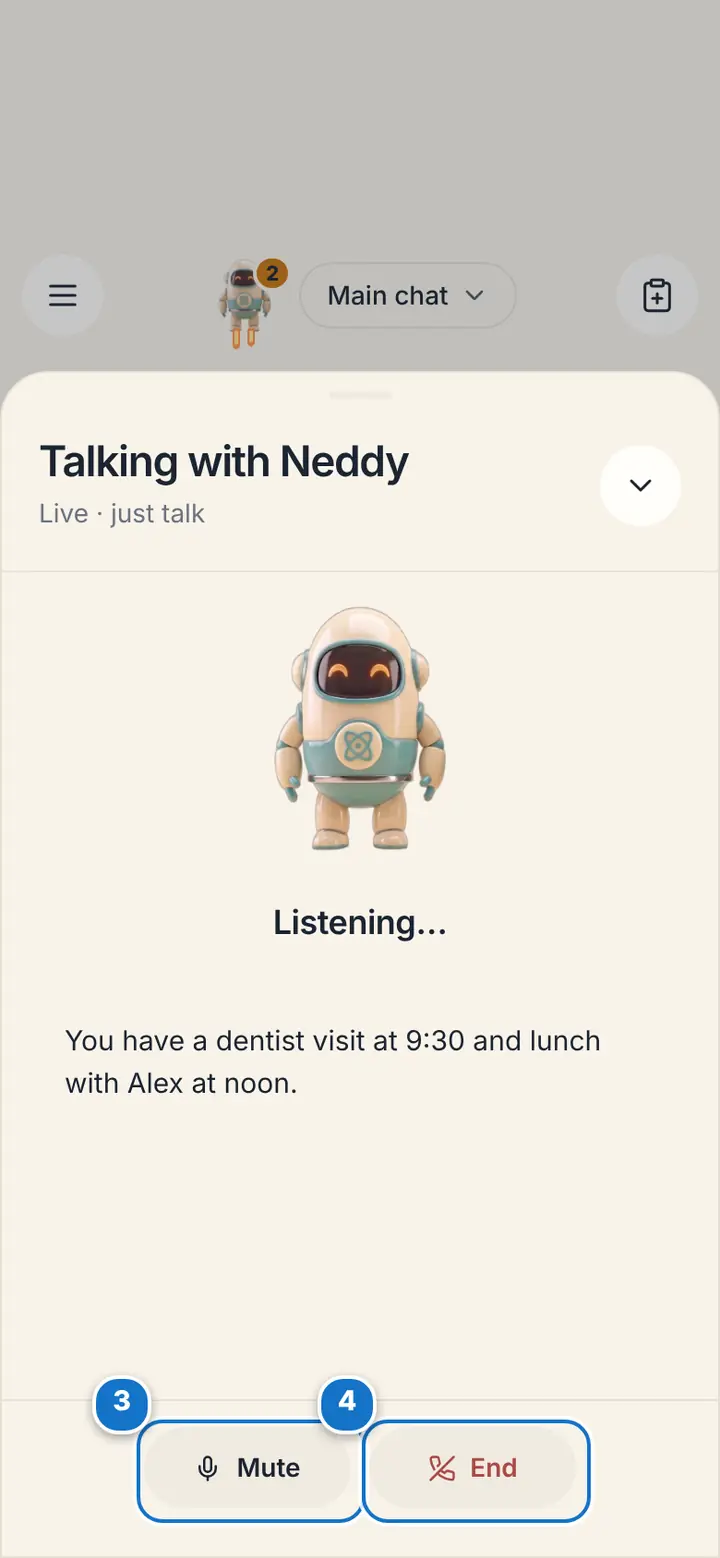 2
Main chat
Talking with Neddy
Live · just talk
Listening...
You have a dentist visit at 9:30 and lunch
with Alex at noon.
3
4
Mute
End